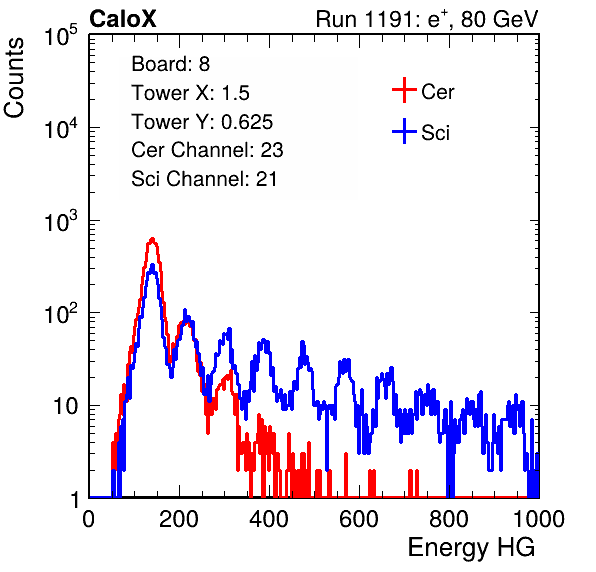 CaloX Run 1191: e⁺, 80 GeV
Counts
Board: 8
Tower X: 1.5
Tower Y: 0.625
Cer Channel: 23
Sci Channel: 21
Cer
Sci
10⁵
10⁴
10³
10²
10
1
0 200 400 600 800 1000
Energy HG